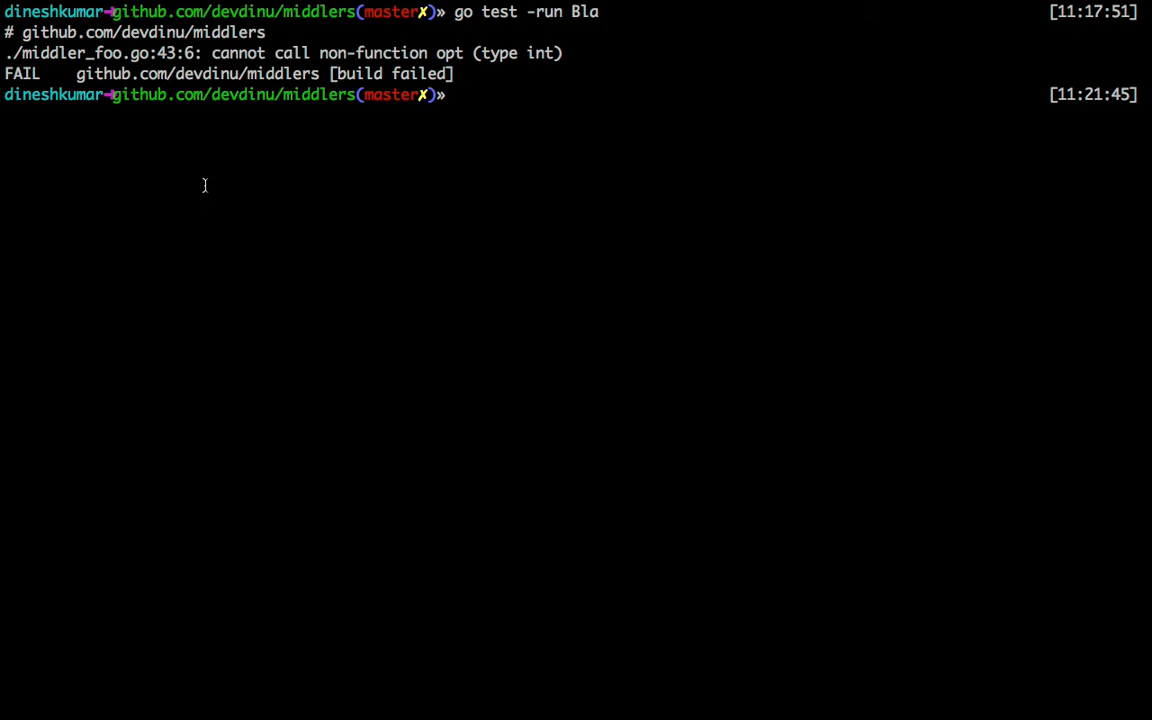 dineshkumar➜github.com/devdinu/middlers(master✗)» go test -run Bla [11:17:51]
# github.com/devdinu/middlers
./middler_foo.go:43:6: cannot call non-function opt (type int)
FAIL github.com/devdinu/middlers [build failed]
dineshkumar➜github.com/devdinu/middlers(master✗)» [11:21:45]